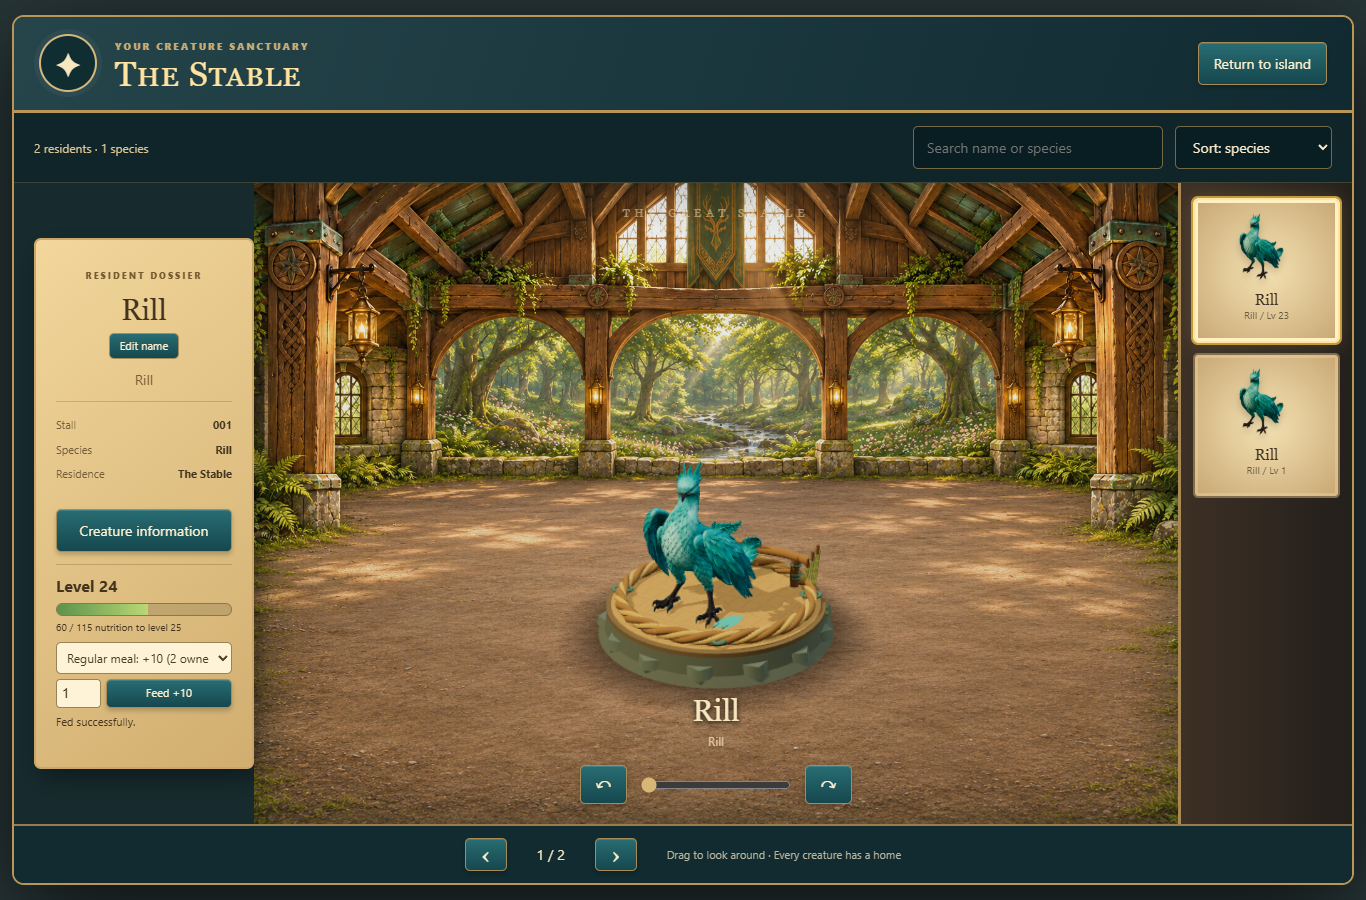 YOUR CREATURE SANCTUARY
THE STABLE
Return to island
2 residents · 1 species
Search name or species
Sort: species
THE GREAT STABLE
RESIDENT DOSSIER
Rill
Edit name
Rill
Stall 001
Species Rill
Residence The Stable
Creature information
Level 24
60 / 115 nutrition to level 25
Regular meal: +10 (2 owne
1 Feed +10
Fed successfully.
Rill
Rill
Rill
Rill / Lv 23
Rill
Rill / Lv 1
1 / 2
Drag to look around · Every creature has a home